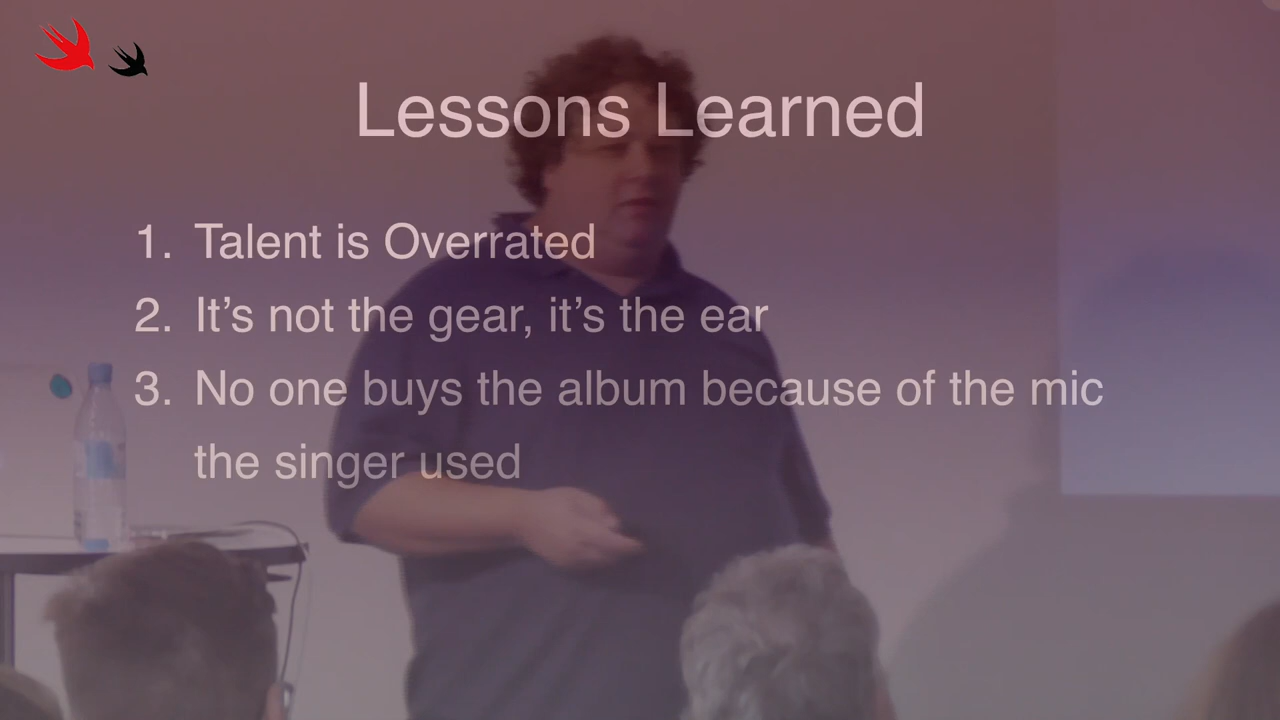 Lessons Learned
1. Talent is Overrated
2. It’s not the gear, it’s the ear
3. No one buys the album because of the mic
the singer used